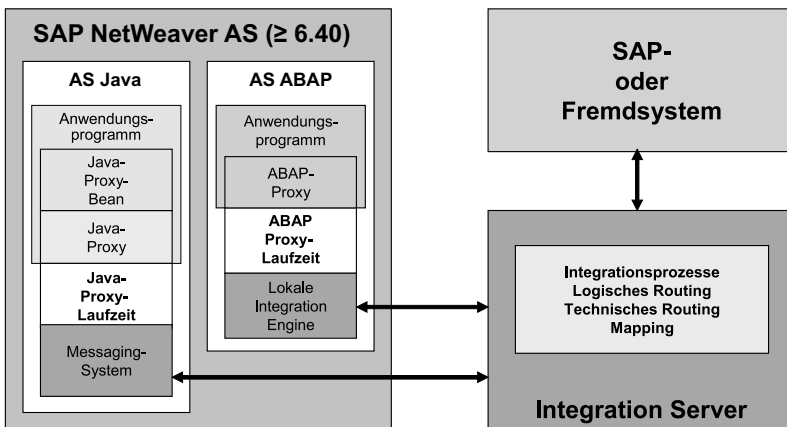 SAP NetWeaver AS (≥ 6.40)
AS Java
Anwendungs-
programm
Java-
Proxy-
Bean
Java-
Proxy
Java-
Proxy-
Laufzeit
Messaging-
System
AS ABAP
Anwendungs-
programm
ABAP-
Proxy
ABAP
Proxy-
Laufzeit
Lokale
Integration
Engine
SAP-
oder
Fremdsystem
Integrationsprozesse
Logisches Routing
Technisches Routing
Mapping
Integration Server